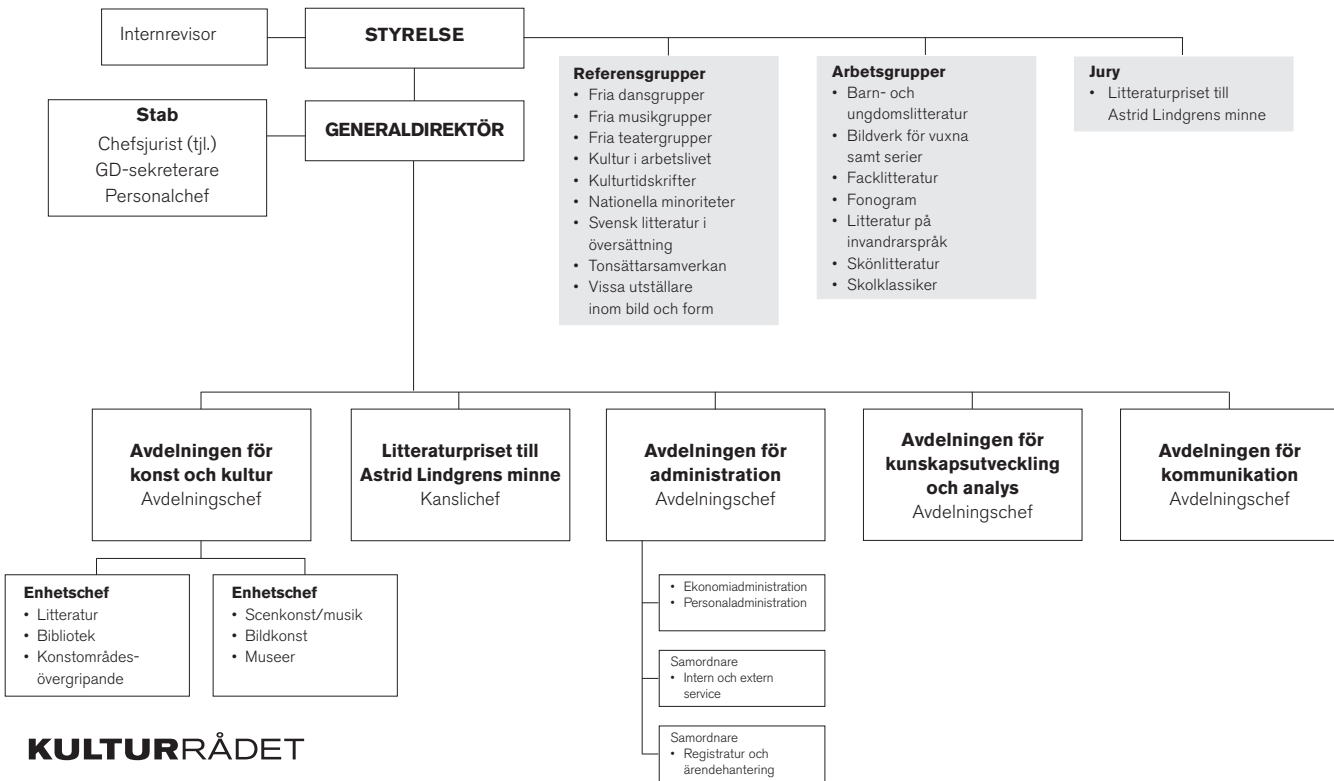 Internrevisor
STYRELSE
Stab
Chefsjurist (tjl.)
GD-sekreterare
Personalchef
GENERALDIREKTÖR
Referensgrupper
• Fria dansgrupper
• Fria musikgrupper
• Fria teatergrupper
• Kultur i arbetslivet
• Kulturtidskrifter
• Nationella minoriteter
• Svensk litteratur i
översättning
• Tonsättarsamverkan
• Vissa utställare
inom bild och form
Arbetsgrupper
• Barn- och
ungdomslitteratur
• Bildverk för vuxna
samt serier
• Facklitteratur
• Fonogram
• Litteratur på
invandrarspråk
• Skönlitteratur
• Skolklassiker
Jury
• Litteraturpriset till
Astrid Lindgrens minne
Avdelningen för
konst och kultur
Avdelningschef
Litteraturpriset till
Astrid Lindgrens minne
Kanslichef
Avdelningen för
administration
Avdelningschef
Avdelningen för
kunskapsutveckling
och analys
Avdelningschef
Avdelningen för
kommunikation
Avdelningschef
Enhetschef
• Litteratur
• Bibliotek
• Konstområdes-
övergripande
Enhetschef
• Scenkonst/musik
• Bildkonst
• Museer
• Ekonomiadministration
• Personaladministration
Samordnare
• Intern och extern
service
Samordnare
• Registratur och
ärendehantering
KULTURRÅDET